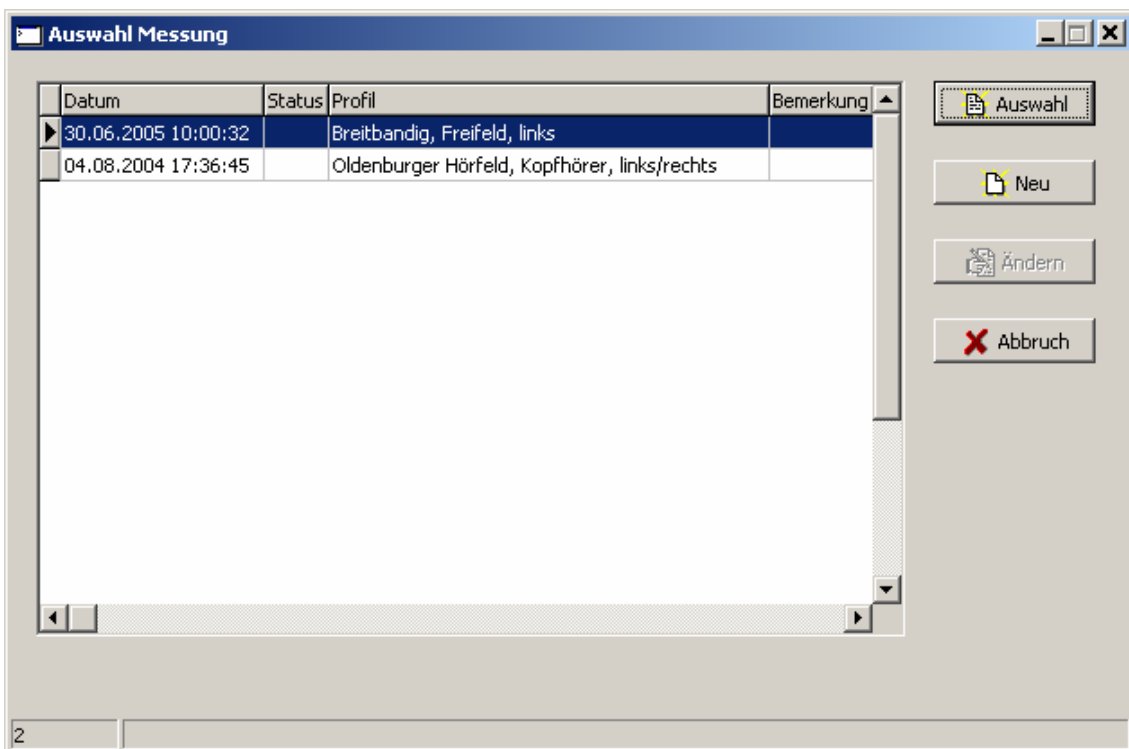 Auswahl Messung
Datum Status Profil Bemerkung
30.06.2005 10:00:32 Breitbandig, Freifeld, links
04.08.2004 17:36:45 Oldenburger Hörfeld, Kopfhörer, links/rechts
Auswahl
Neu
Ändern
Abbruch
2